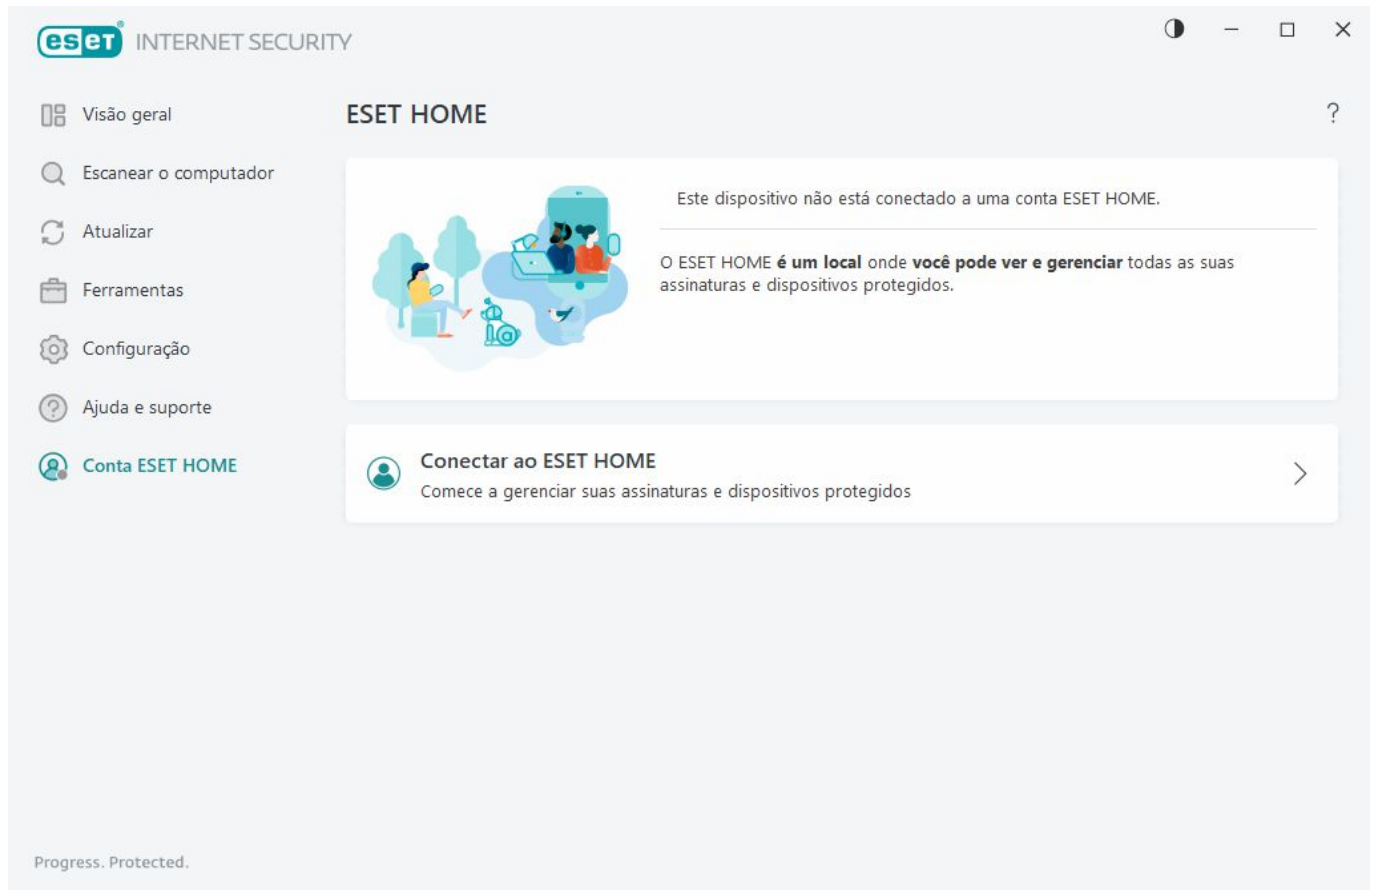 eset INTERNET SECURITY
Visão geral
Escanear o computador
Atualizar
Ferramentas
Configuração
Ajuda e suporte
Conta ESET HOME
ESET HOME
?
Este dispositivo não está conectado a uma conta ESET HOME.
O ESET HOME é um local onde você pode ver e gerenciar todas as suas
assinaturas e dispositivos protegidos.
Conectar ao ESET HOME
Comece a gerenciar suas assinaturas e dispositivos protegidos
Progress. Protected.